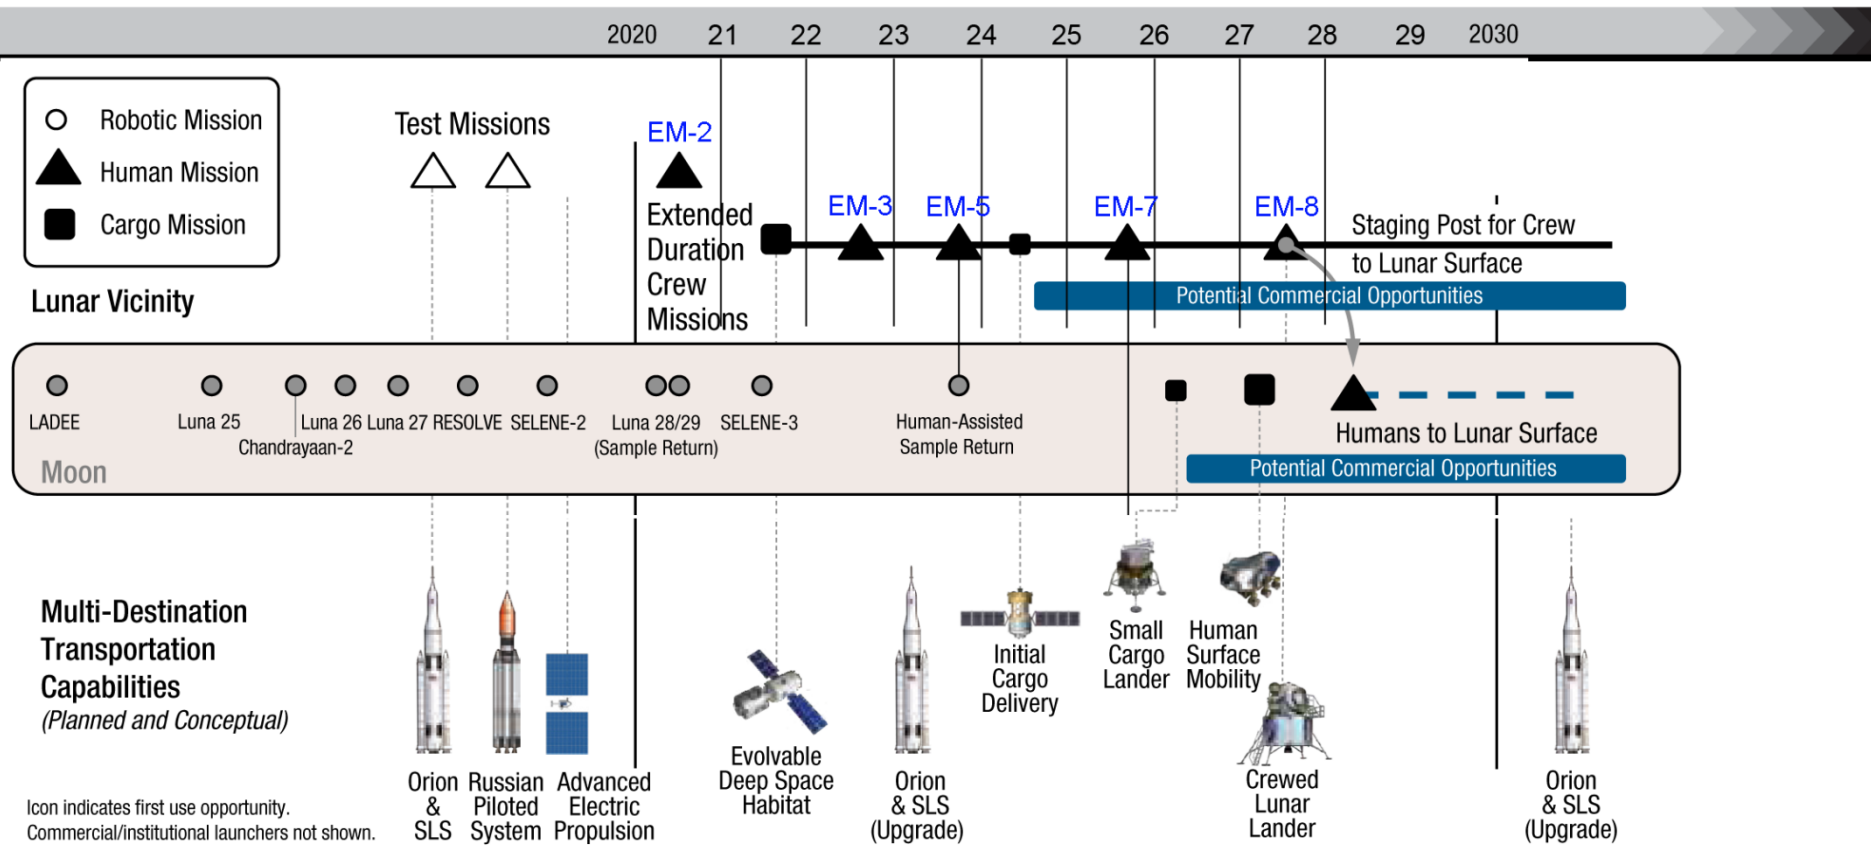 2020 21 22 23 24 25 26 27 28 29 2030
Robotic Mission
Human Mission
Cargo Mission
Test Missions
EM-2
EM-3
EM-5
EM-7
EM-8
Extended
Duration
Crew
Missions
Staging Post for Crew
to Lunar Surface
Potential Commercial Opportunities
Lunar Vicinity
LADEE
Luna 25
Chandrayaan-2
Luna 26
Luna 27
RESOLVE
SELENE-2
Luna 28/29
(Sample Return)
SELENE-3
Human-Assisted
Sample Return
Humans to Lunar Surface
Potential Commercial Opportunities
Moon
Multi-Destination
Transportation
Capabilities
(Planned and Conceptual)
Orion
&
SLS
Russian
Piloted
System
Advanced
Electric
Propulsion
Evolvable
Deep Space
Habitat
Orion
& SLS
(Upgrade)
Initial
Cargo
Delivery
Small
Cargo
Lander
Human
Surface
Mobility
Crewed
Lunar
Lander
Orion
& SLS
(Upgrade)
Icon indicates first use opportunity.
Commercial/institutional launchers not shown.